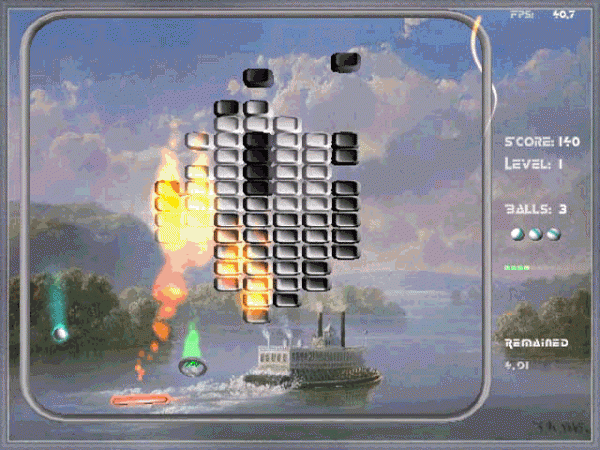 FPS: 40.7
SCORE: 140
LEVEL: 1
BALLS: 3
REMAINED
4.01